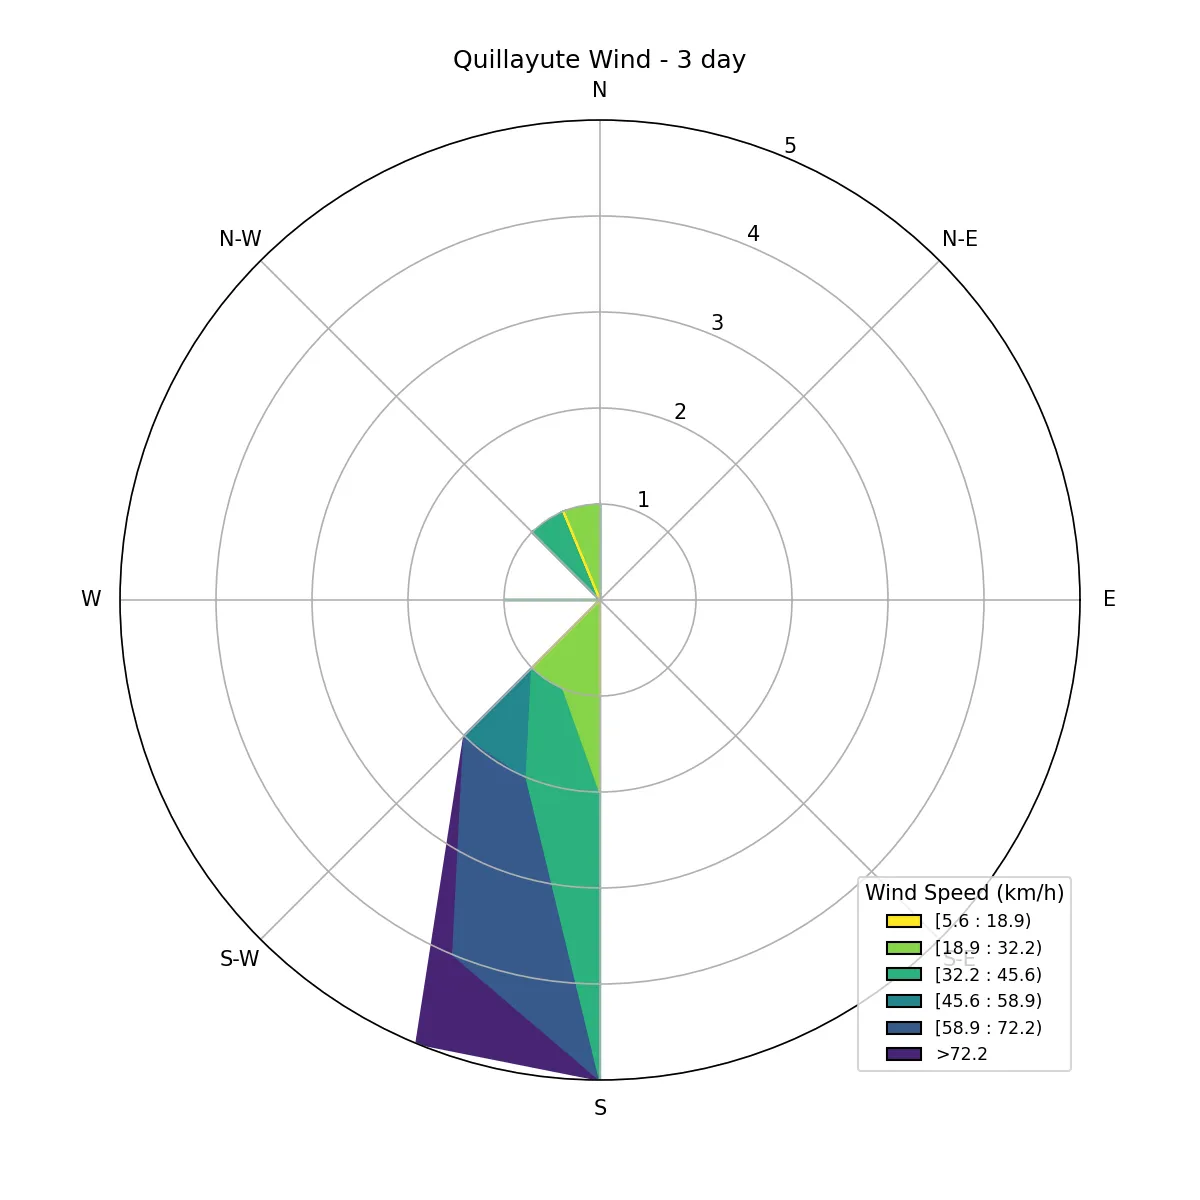 Quillayute Wind - 3 day
N
5
N-W
N-E
4
3
2
1
W
E
S-W
S-E
S
Wind Speed (km/h)
[5.6 : 18.9)
[18.9 : 32.2)
[32.2 : 45.6)
[45.6 : 58.9)
[58.9 : 72.2)
>72.2